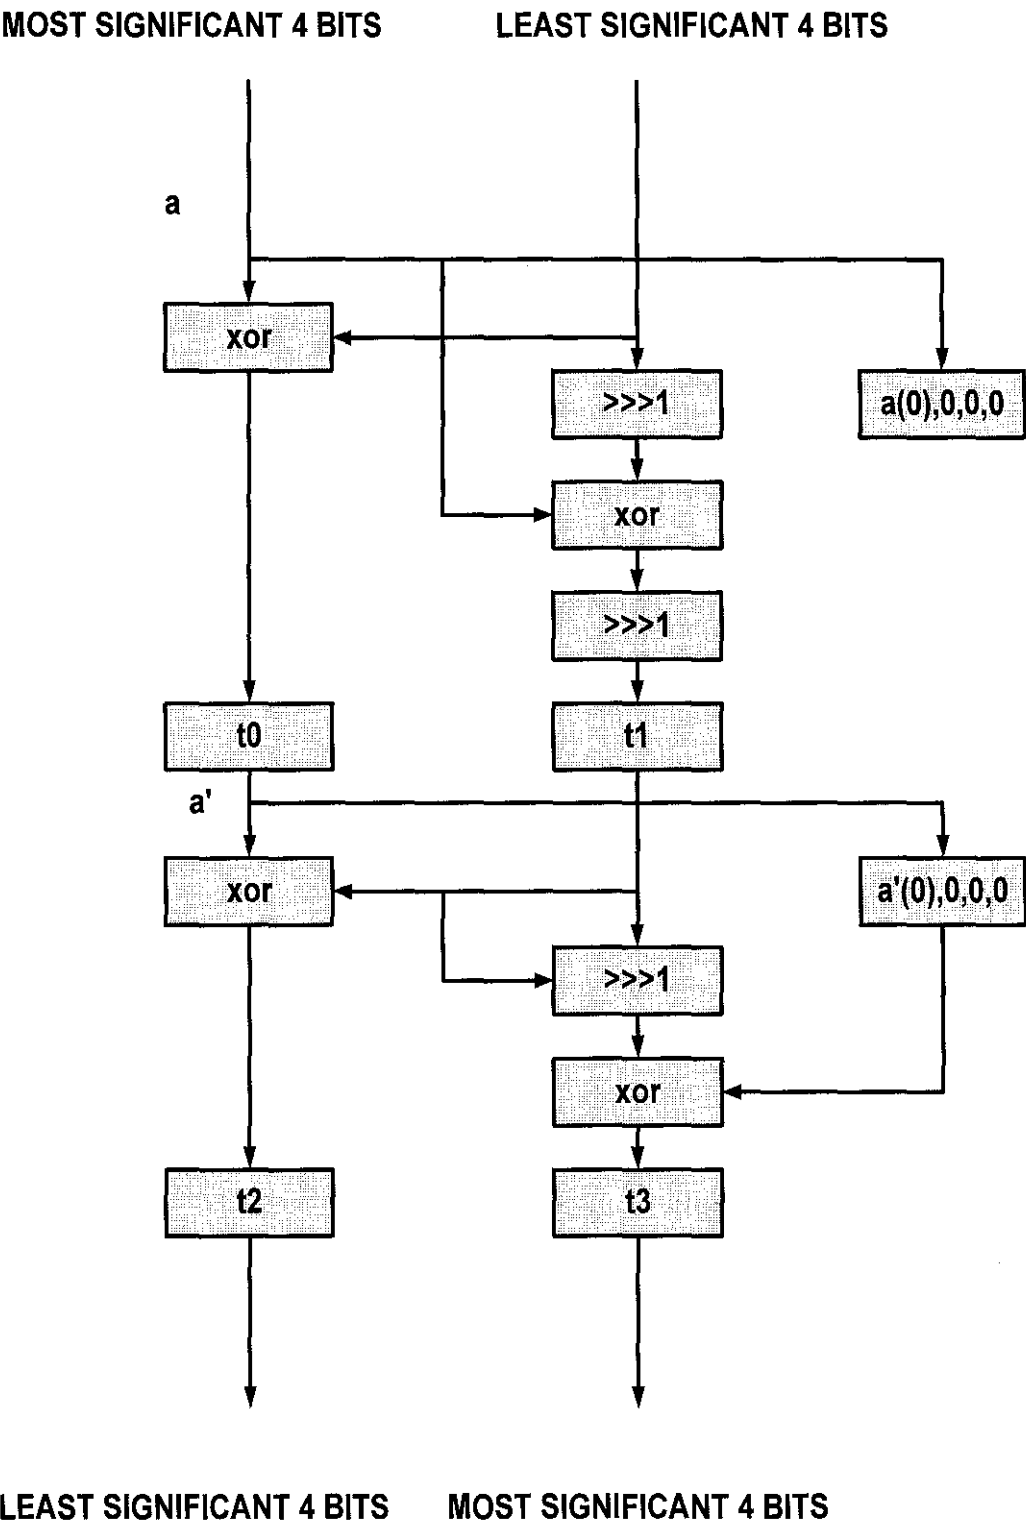 MOST SIGNIFICANT 4 BITS LEAST SIGNIFICANT 4 BITS
a
xor
>>>1 a(0),0,0,0
xor
>>>1
t0 t1
a'
xor a'(0),0,0,0
>>>1
xor
t2 t3
LEAST SIGNIFICANT 4 BITS MOST SIGNIFICANT 4 BITS